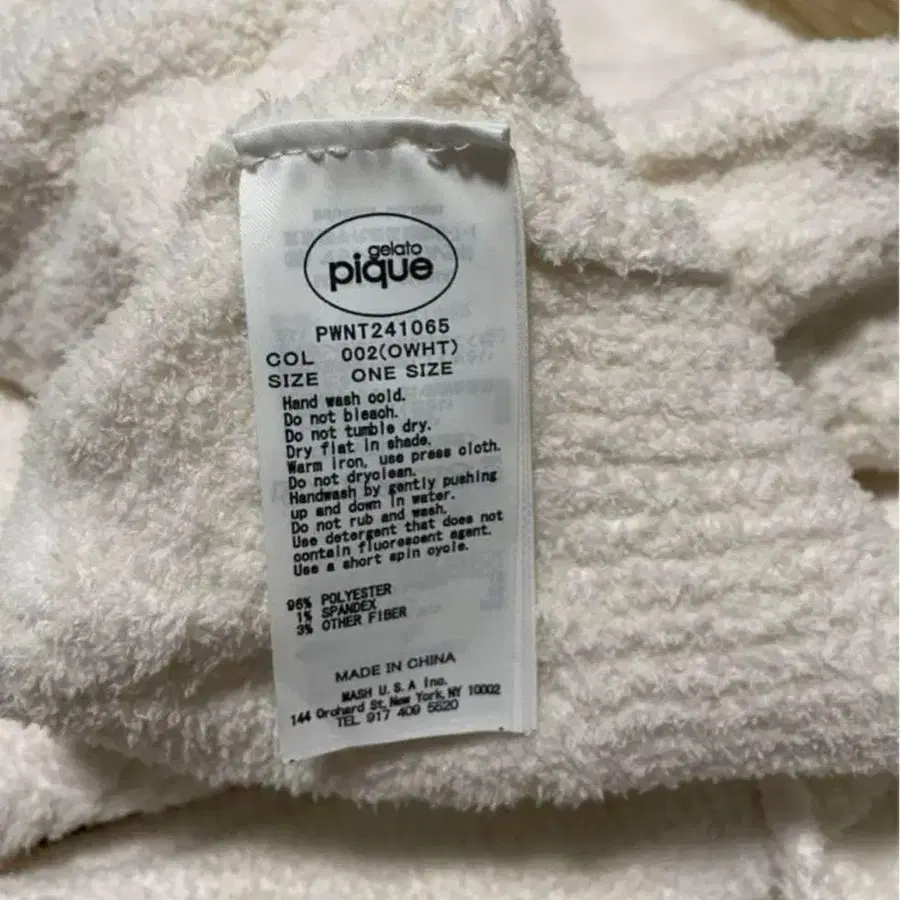 gelato
pique
PWNT241065
COL 002(OWHT)
SIZE ONE SIZE
Hand wash cold.
Do not bleach.
Do not tumble dry.
Dry flat in shade.
Warm iron, use press cloth.
Do not dryclean.
Handwash by gently pushing
up and down in water.
Do not rub and wash.
Use detergent that does not
contain fluorescent agent.
Use a short spin cycle.
96% POLYESTER
1% SPANDEX
3% OTHER FIBER
MADE IN CHINA
MASH U.S.A Inc.
144 Orchard St, New York, NY 10002
TEL 917 409 5520